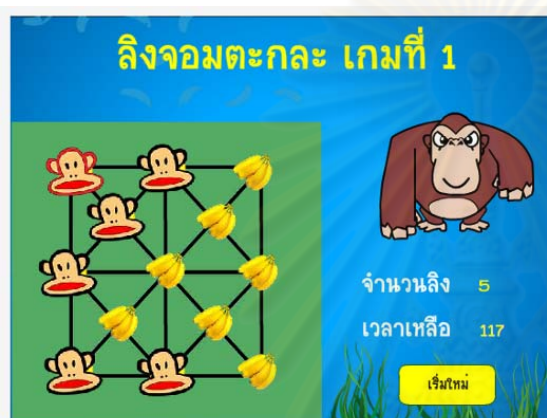 ลิงจอมตะกละ เกมที่ 1
จำนวนลิง 5
เวลาเหลือ 117
เริ่มใหม่